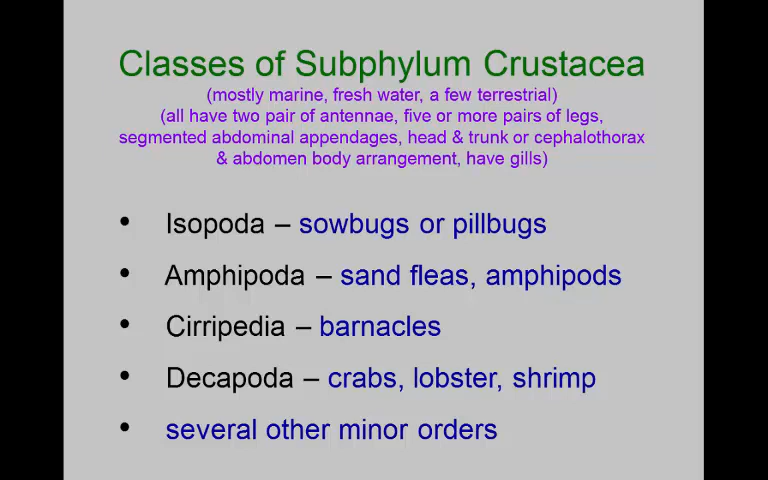 Classes of Subphylum Crustacea
(mostly marine, fresh water, a few terrestrial)
(all have two pair of antennae, five or more pairs of legs,
segmented abdominal appendages, head & trunk or cephalothorax
& abdomen body arrangement, have gills)
• Isopoda – sowbugs or pillbugs
• Amphipoda – sand fleas, amphipods
• Cirripedia – barnacles
• Decapoda – crabs, lobster, shrimp
• several other minor orders